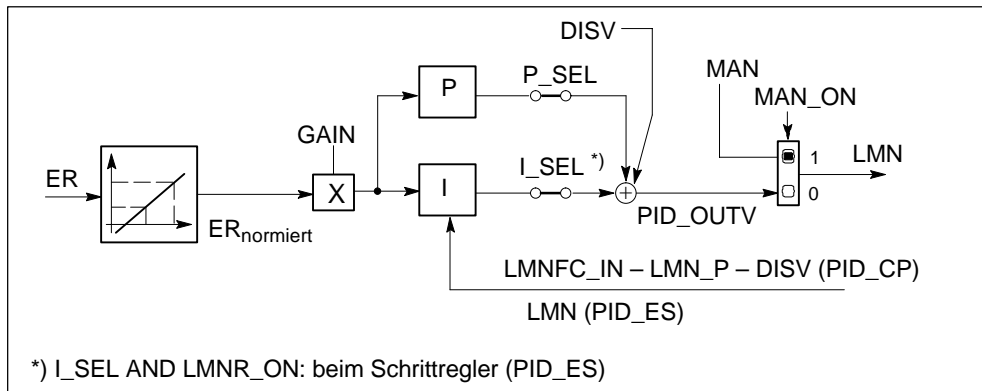 DISV
MAN
P
P_SEL
MAN_ON
GAIN
1
LMN
ER
X
I
I_SEL *)
0
PID_OUTV
ERnormiert
LMNFC_IN – LMN_P – DISV (PID_CP)
LMN (PID_ES)
*) I_SEL AND LMNR_ON: beim Schrittregler (PID_ES)